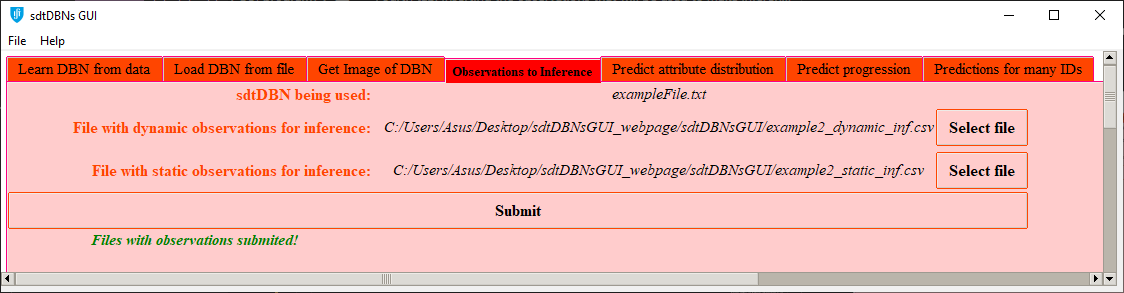 sdtDBNs GUI
File Help
Learn DBN from data Load DBN from file Get Image of DBN Observations to Inference Predict attribute distribution Predict progression Predictions for many IDs
sdtDBN being used: exampleFile.txt
File with dynamic observations for inference: C:/Users/Asus/Desktop/sdtDBNsGUI_webpage/sdtDBNsGUI/example2_dynamic_inf.csv Select file
File with static observations for inference: C:/Users/Asus/Desktop/sdtDBNsGUI_webpage/sdtDBNsGUI/example2_static_inf.csv Select file
Submit
Files with observations submited!